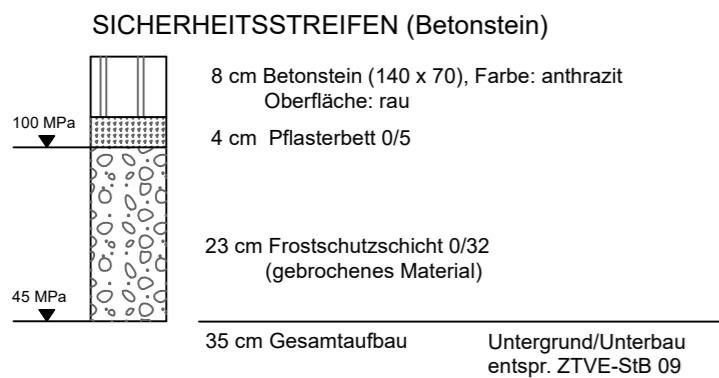 SICHERHEITSSTREIFEN (Betonstein)
8 cm Betonstein (140 x 70), Farbe: anthrazit
Oberfläche: rau
100 MPa
4 cm Pflasterbett 0/5
23 cm Frostschutzschicht 0/32
(gebrochenes Material)
45 MPa
35 cm Gesamtaufbau
Untergrund/Unterbau
entspr. ZTVE-StB 09